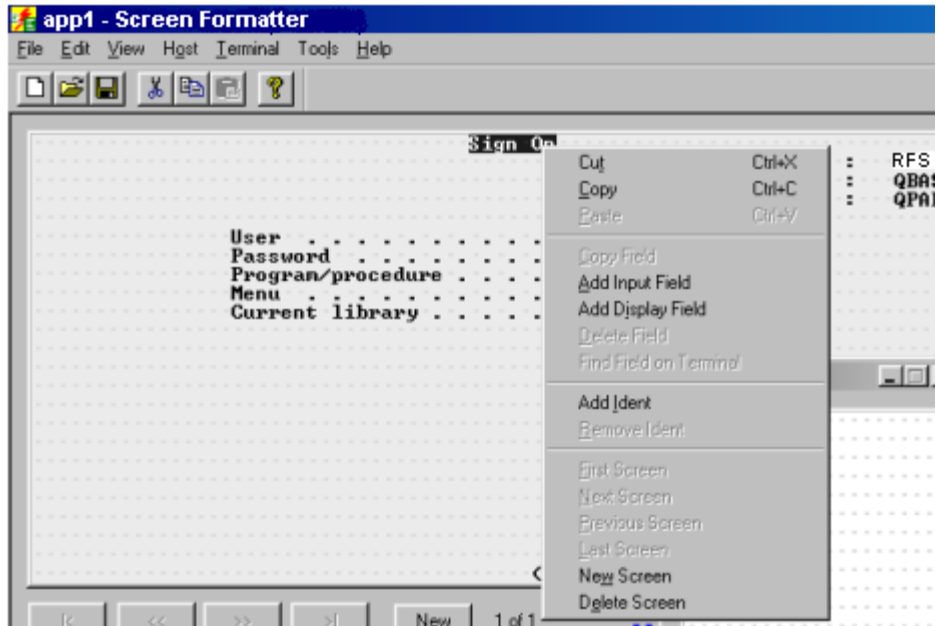 app1 - Screen Formatter
File Edit View Host Terminal Tools Help
Sign On
: RFS
: QBAS
: QPA
User . . . . . . . . . .
Password . . . . . . . .
Program/procedure . . . . .
Menu . . . . . . . . . .
Current library . . . . .
Cut Ctrl+X
Copy Ctrl+C
Paste Ctrl+V
Copy Field
Add Input Field
Add Display Field
Delete Field
Find Field on Terminal
Add Ident
Remove Ident
First Screen
Next Screen
Previous Screen
Last Screen
New Screen
Delete Screen
|< << >> >| New 1 of 1